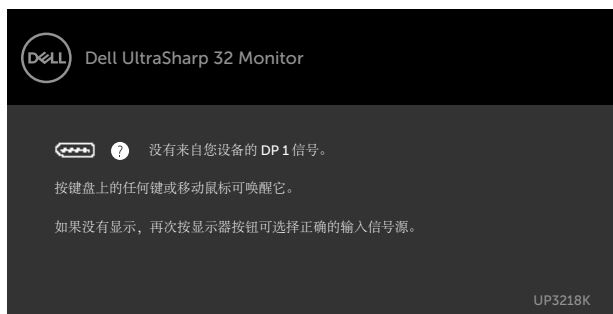 DELL
Dell UltraSharp 32 Monitor
? 没有来自您设备的 DP 1 信号。
按键盘上的任何键或移动鼠标可唤醒它。
如果没有显示，再次按显示器按钮可选择正确的输入信号源。
UP3218K